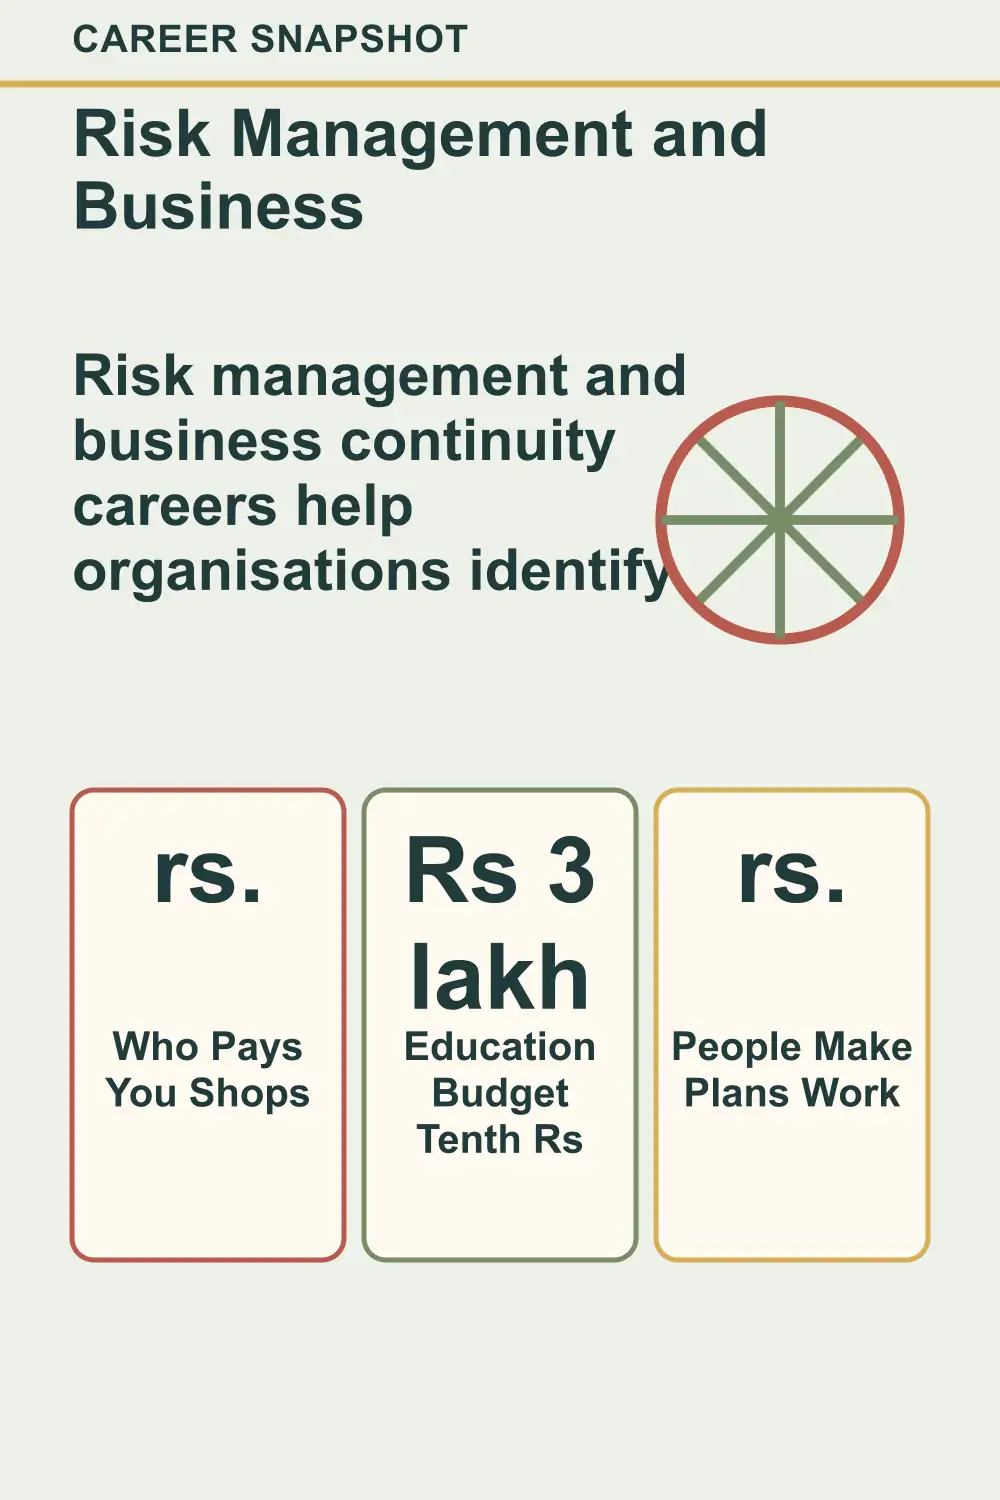 CAREER SNAPSHOT
Risk Management and
Business
Risk management and
business continuity
careers help
organisations identify
rs.
Who Pays
You Shops
Rs 3
lakh
Education
Budget
Tenth Rs
rs.
People Make
Plans Work